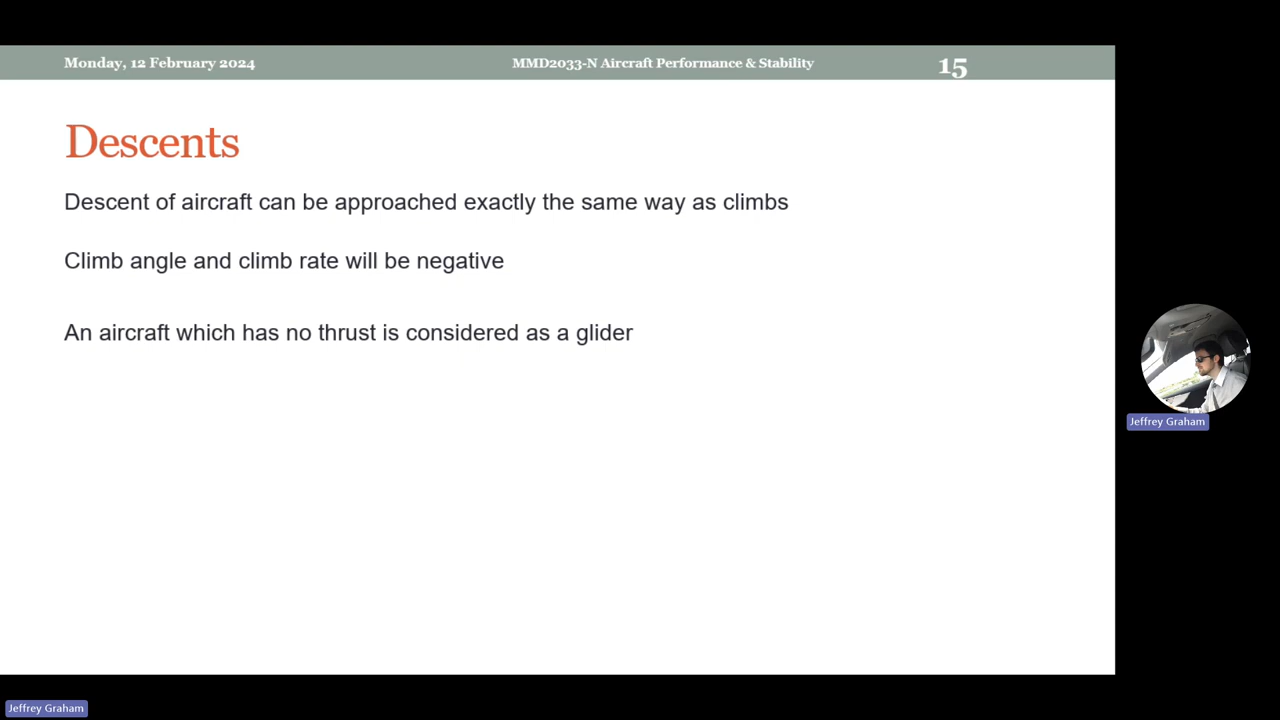 Monday, 12 February 2024
MMD2033-N Aircraft Performance & Stability
15
Descents
Descent of aircraft can be approached exactly the same way as climbs
Climb angle and climb rate will be negative
An aircraft which has no thrust is considered as a glider
Jeffrey Graham
Jeffrey Graham